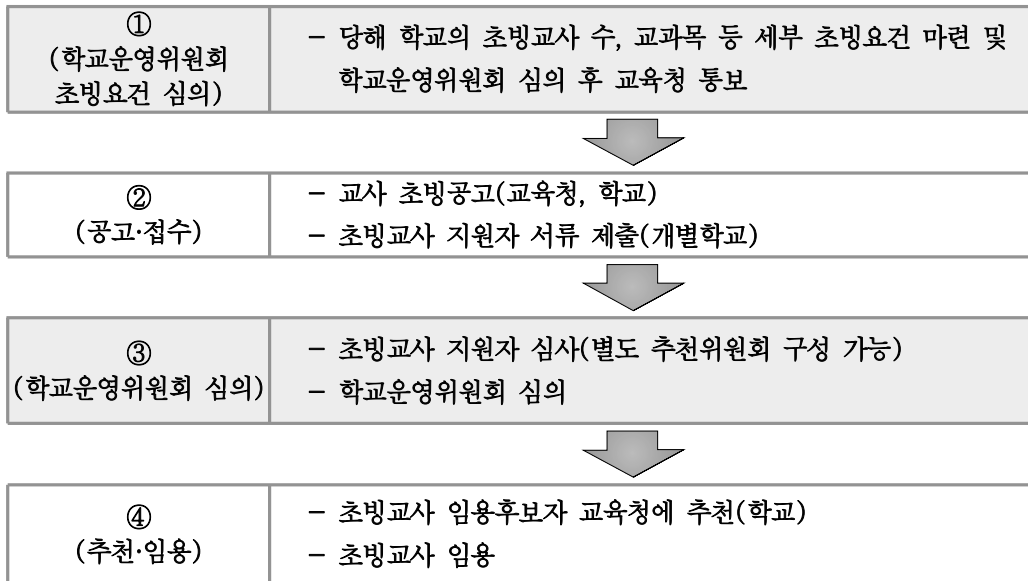 ①
(학교운영위원회
초빙요건 심의)
- 당해 학교의 초빙교사 수, 교과목 등 세부 초빙요건 마련 및
학교운영위원회 심의 후 교육청 통보
②
(공고·접수)
- 교사 초빙공고(교육청, 학교)
- 초빙교사 지원자 서류 제출(개별학교)
③
(학교운영위원회 심의)
- 초빙교사 지원자 심사(별도 추천위원회 구성 가능)
- 학교운영위원회 심의
④
(추천·임용)
- 초빙교사 임용후보자 교육청에 추천(학교)
- 초빙교사 임용